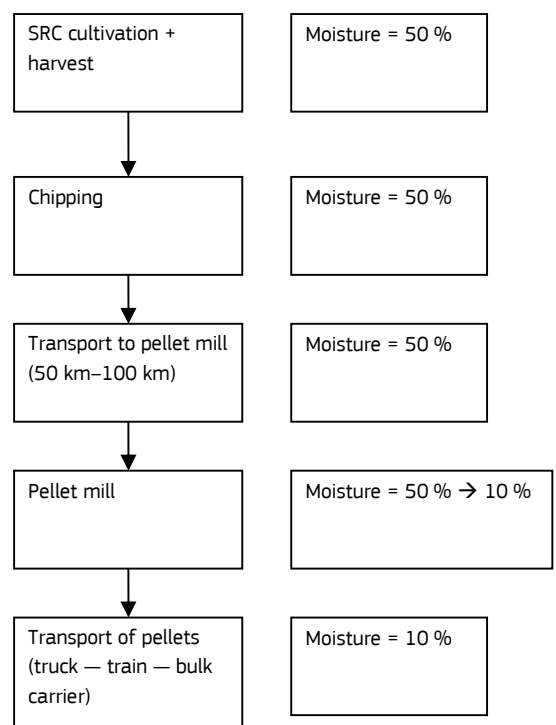 SRC cultivation +
harvest
Moisture = 50 %
Chipping
Moisture = 50 %
Transport to pellet mill
(50 km–100 km)
Moisture = 50 %
Pellet mill
Moisture = 50 % → 10 %
Transport of pellets
(truck — train — bulk
carrier)
Moisture = 10 %